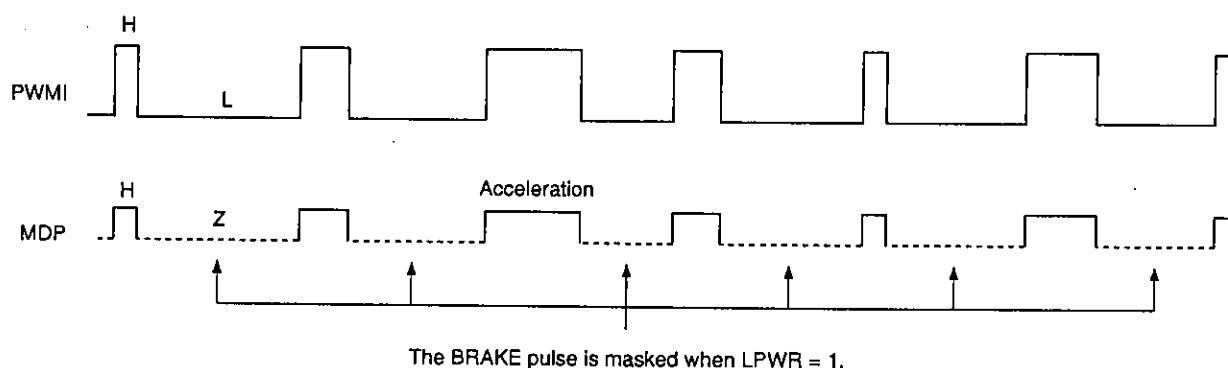 H
PWMI
L
H
Acceleration
Z
MDP
The BRAKE pulse is masked when LPWR = 1.